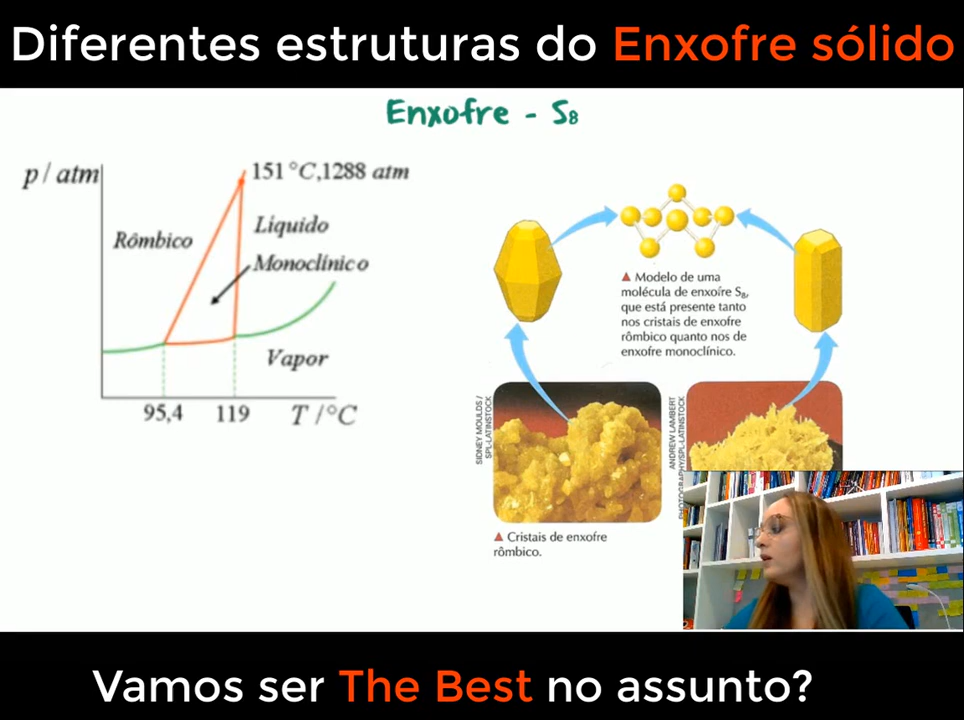 Diferentes estruturas do Enxofre sólido
Enxofre - S₈
p / atm
151 °C,1288 atm
Rômbico
Líquido
Monoclínico
Vapor
95,4
119
T /°C
▲ Modelo de uma
molécula de enxofre S₈,
que está presente tanto
nos cristais de enxofre
rômbico quanto nos de
enxofre monoclínico.
SIDNEY MOULDS /
SPL-LATINSTOCK
ANDREW LAMBERT
PHOTOGRAPHY/SPL-LATINSTOCK
▲ Cristais de enxofre
rômbico.
Vamos ser The Best no assunto?